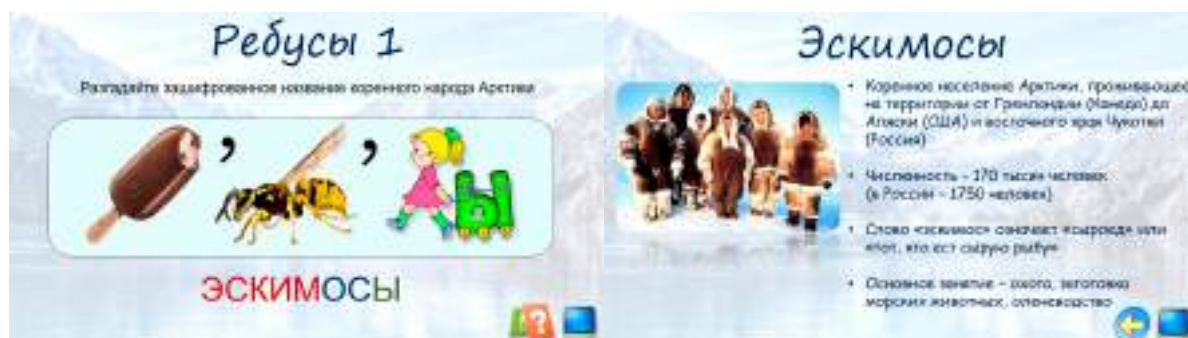 Ребусы 1
Разгадайте зашифрованное название коренного народа Арктики
, ,
Ы
ЭСКИМОСЫ
?
Эскимосы
• Коренное население Арктики, проживающее
на территории от Гренландии (Канада) до
Аляски (США) и восточного края Чукотки
(Россия)
• Численность – 170 тысяч человек
(в России – 1750 человек)
• Слово «эскимос» означает «сыроед» или
«тот, кто ест сырую рыбу»
• Основное занятие – охота, заготовка
морских животных, оленеводство